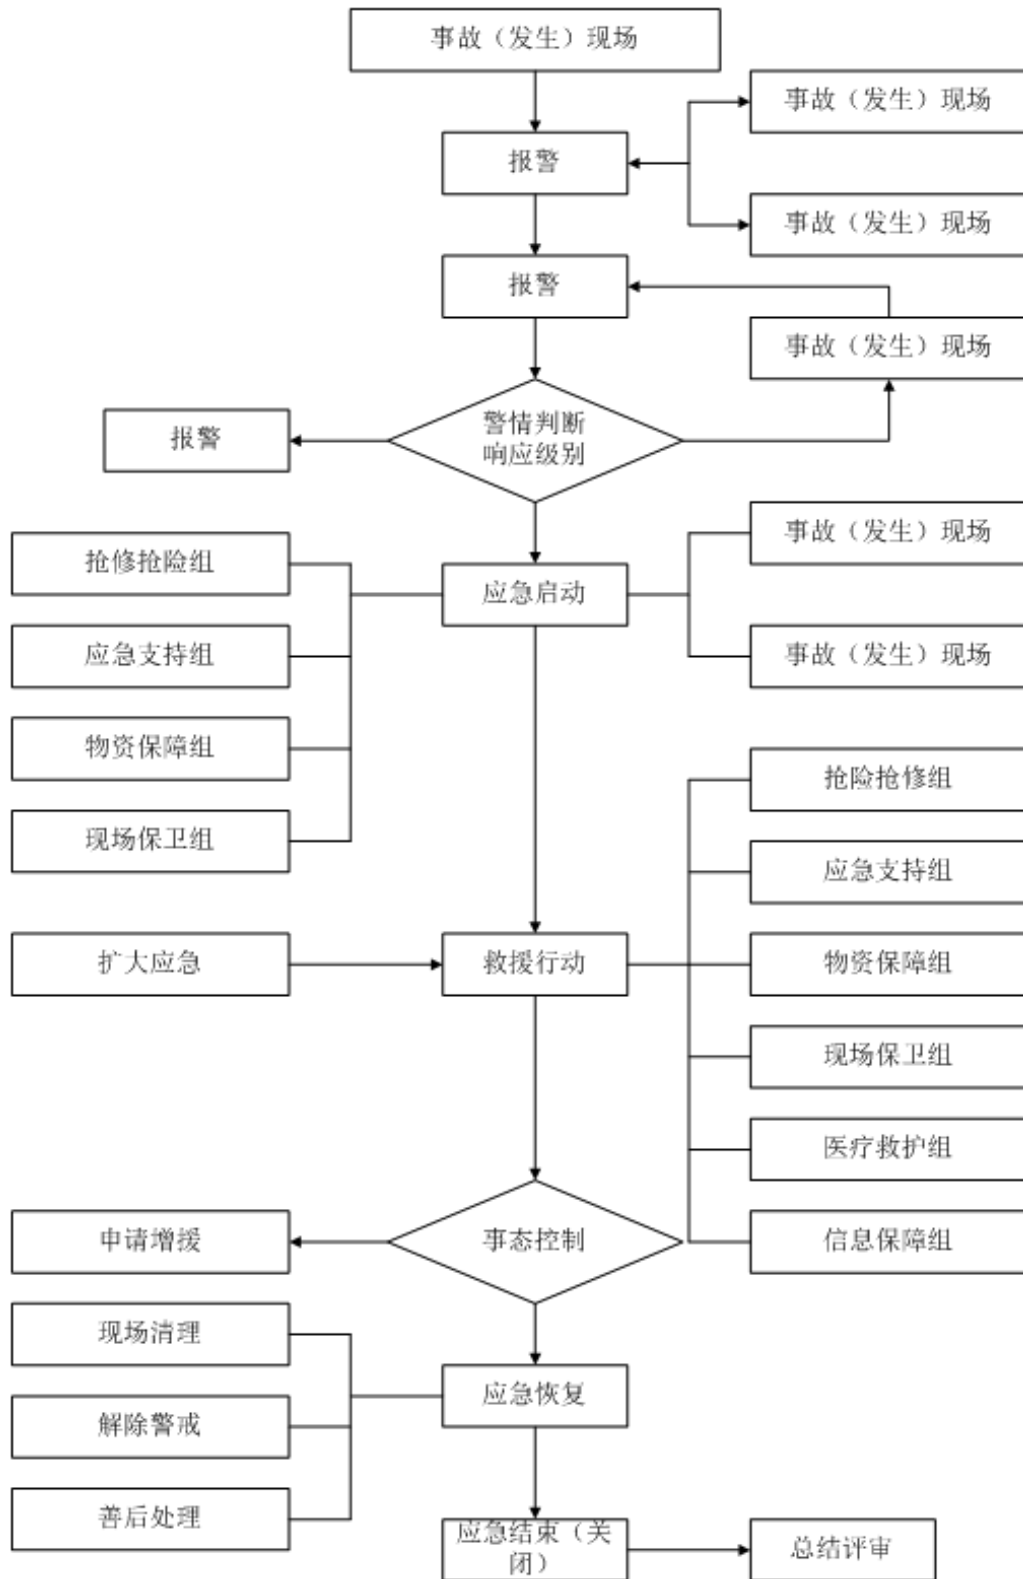 事故（发生）现场
事故（发生）现场
报警
事故（发生）现场
报警
事故（发生）现场
报警
警情判断
响应级别
事故（发生）现场
抢修抢险组
应急启动
应急支持组
事故（发生）现场
物资保障组
抢险抢修组
现场保卫组
应急支持组
扩大应急
救援行动
物资保障组
现场保卫组
医疗救护组
申请增援
事态控制
信息保障组
现场清理
应急恢复
解除警戒
善后处理
应急结束（关
闭）
总结评审